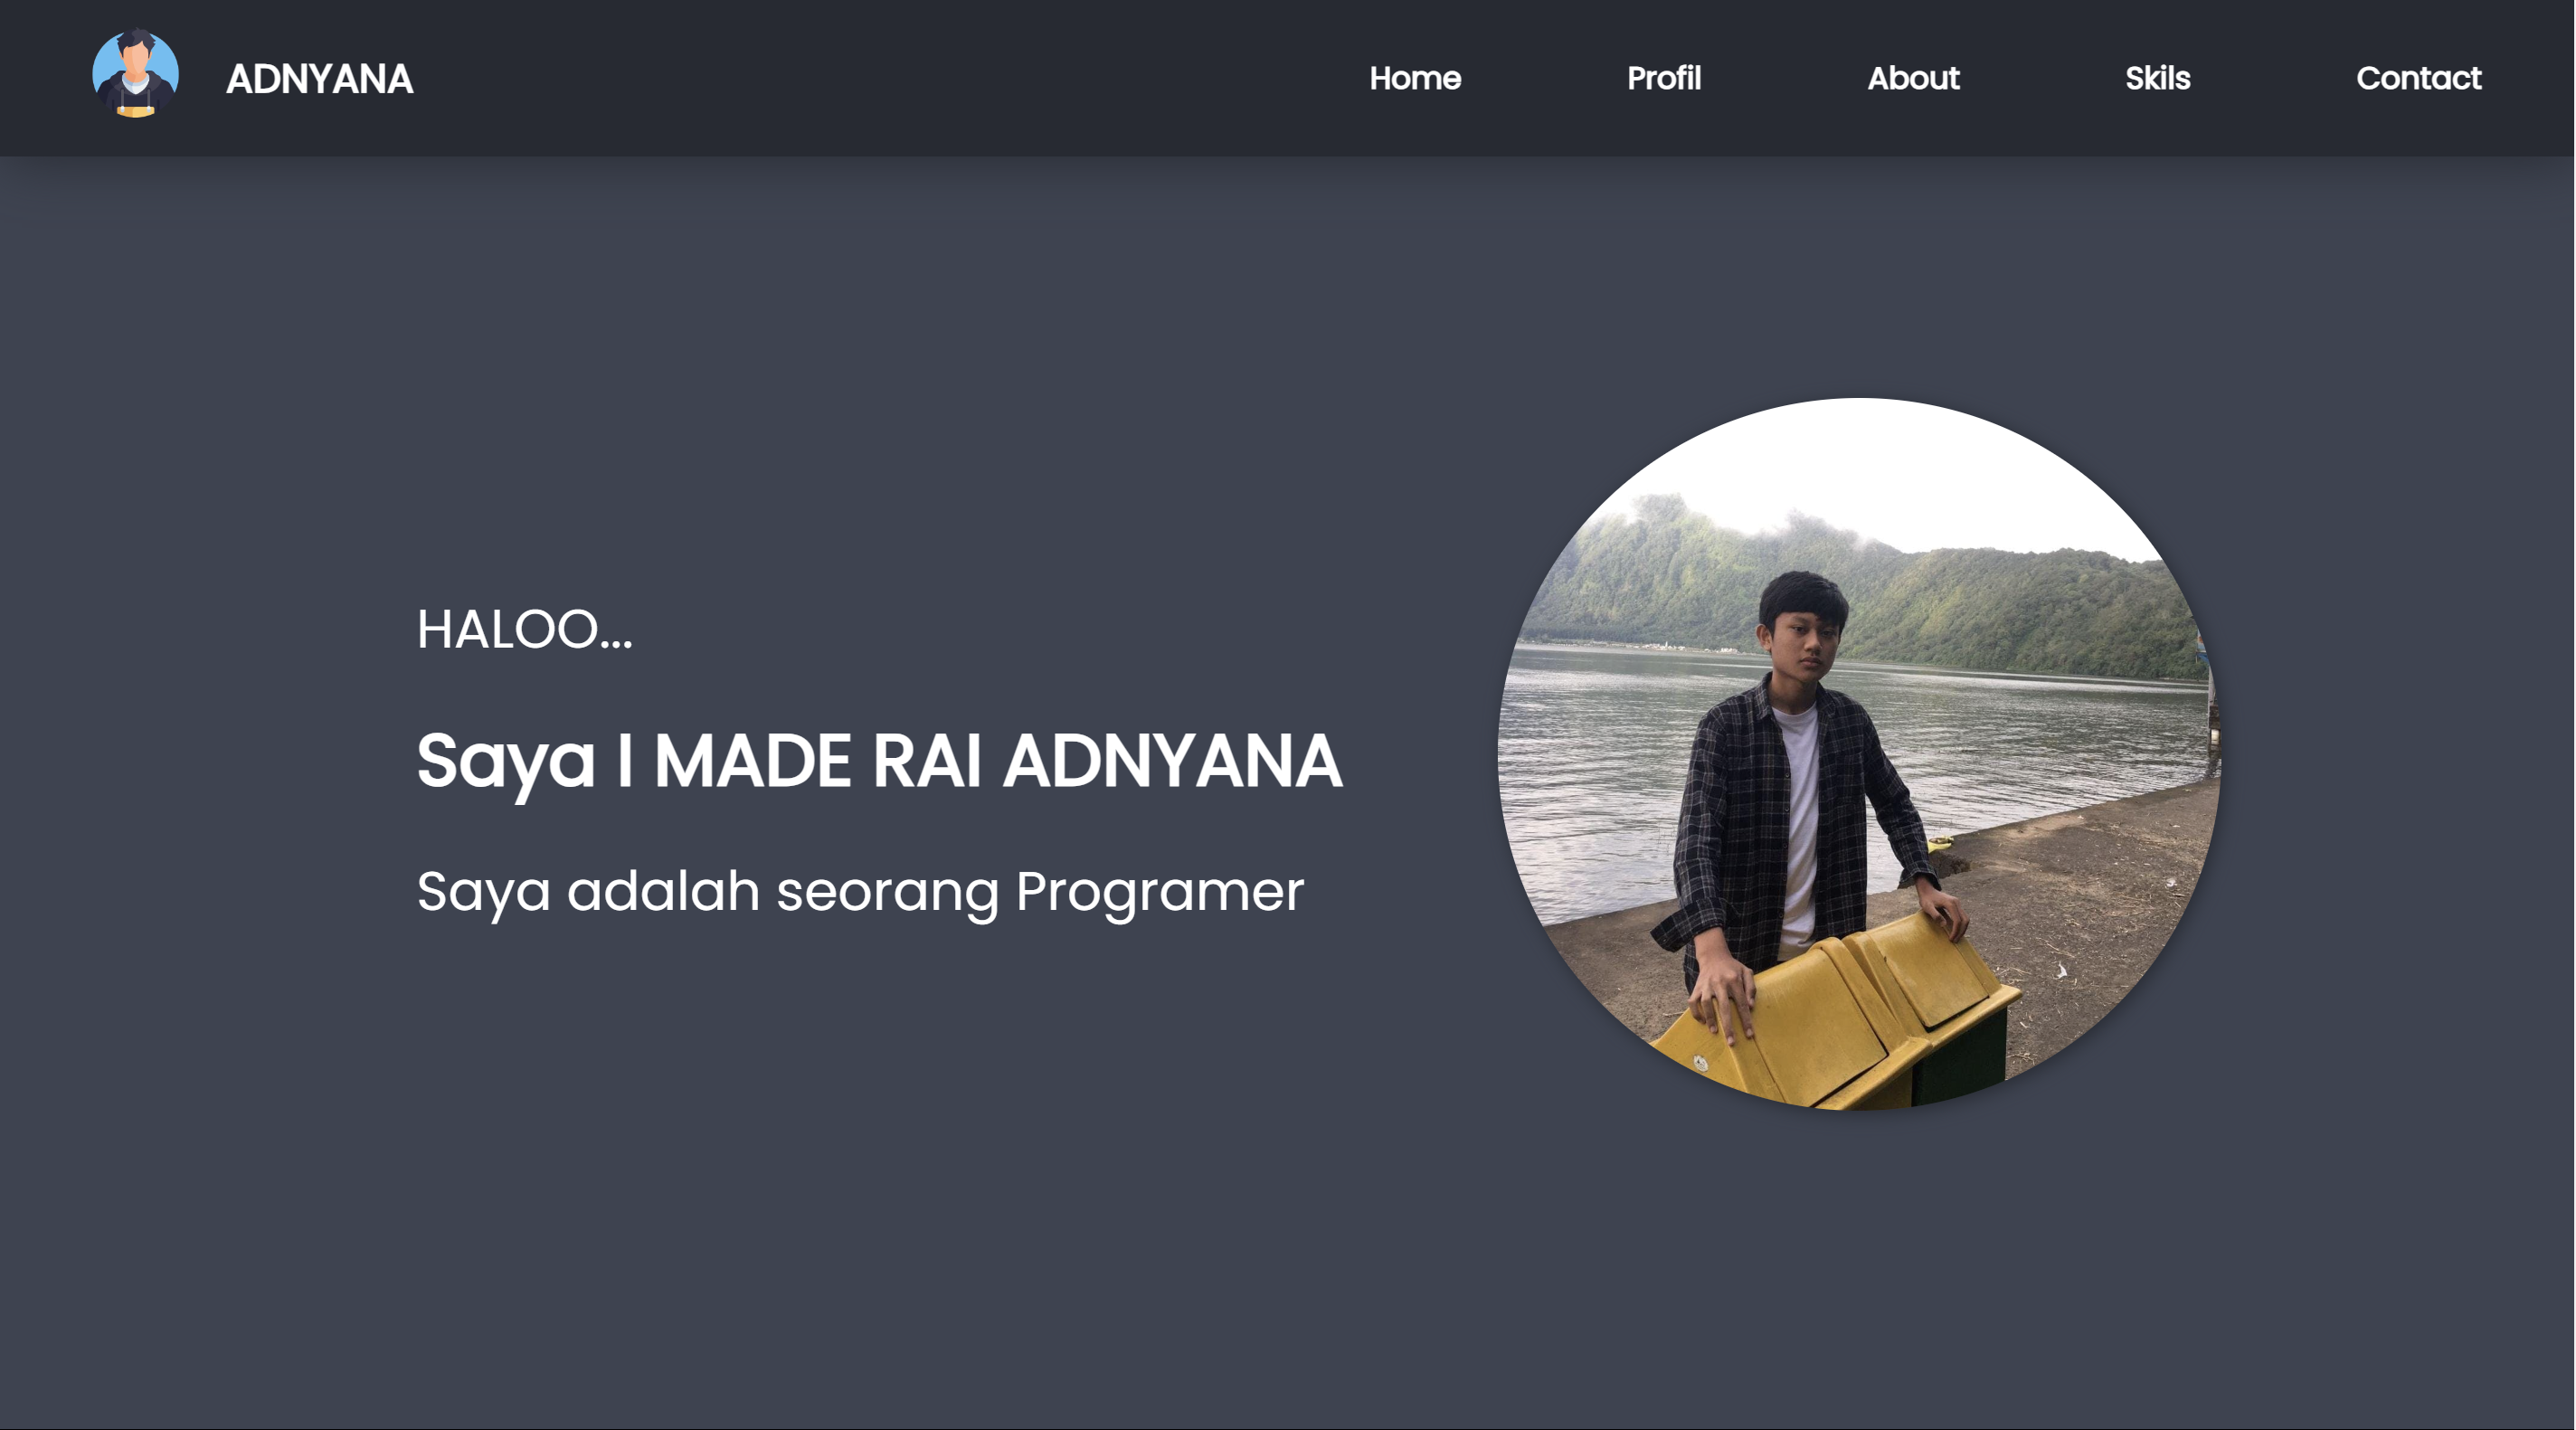 ADNYANA
Home
Profil
About
Skils
Contact
HALOO...
Saya I MADE RAI ADNYANA
Saya adalah seorang Programer